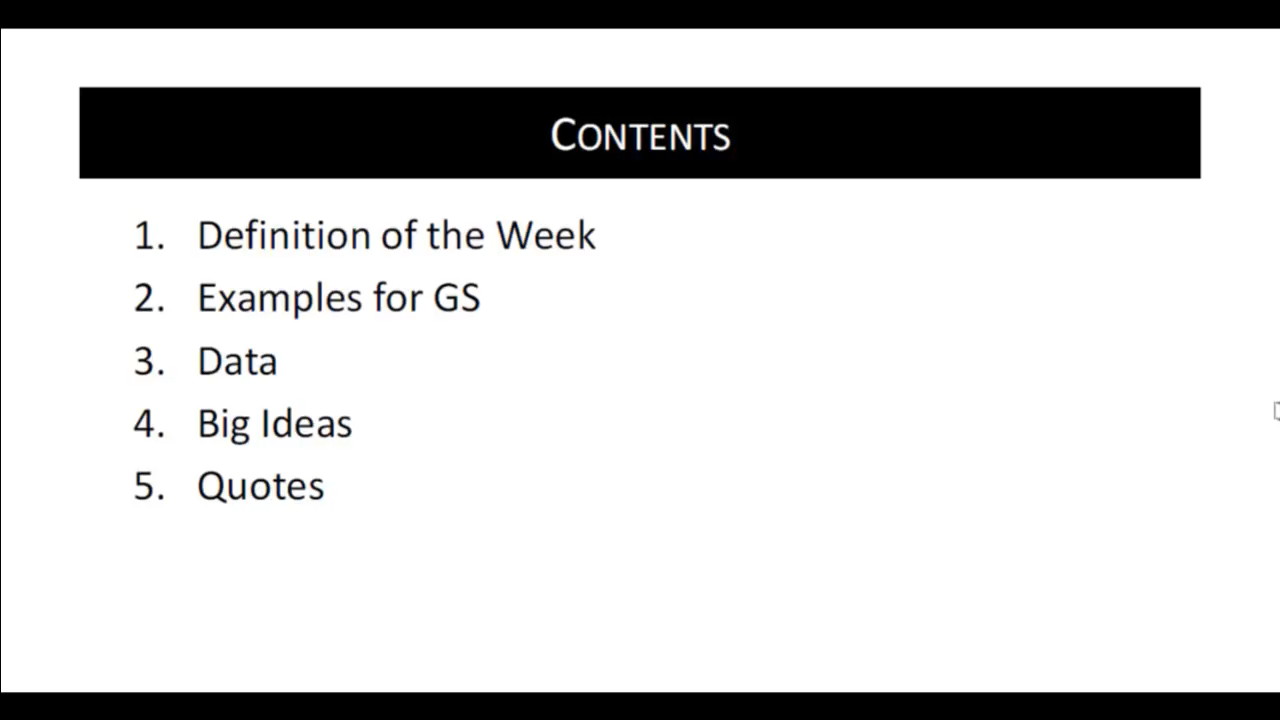 CONTENTS
1. Definition of the Week
2. Examples for GS
3. Data
4. Big Ideas
5. Quotes